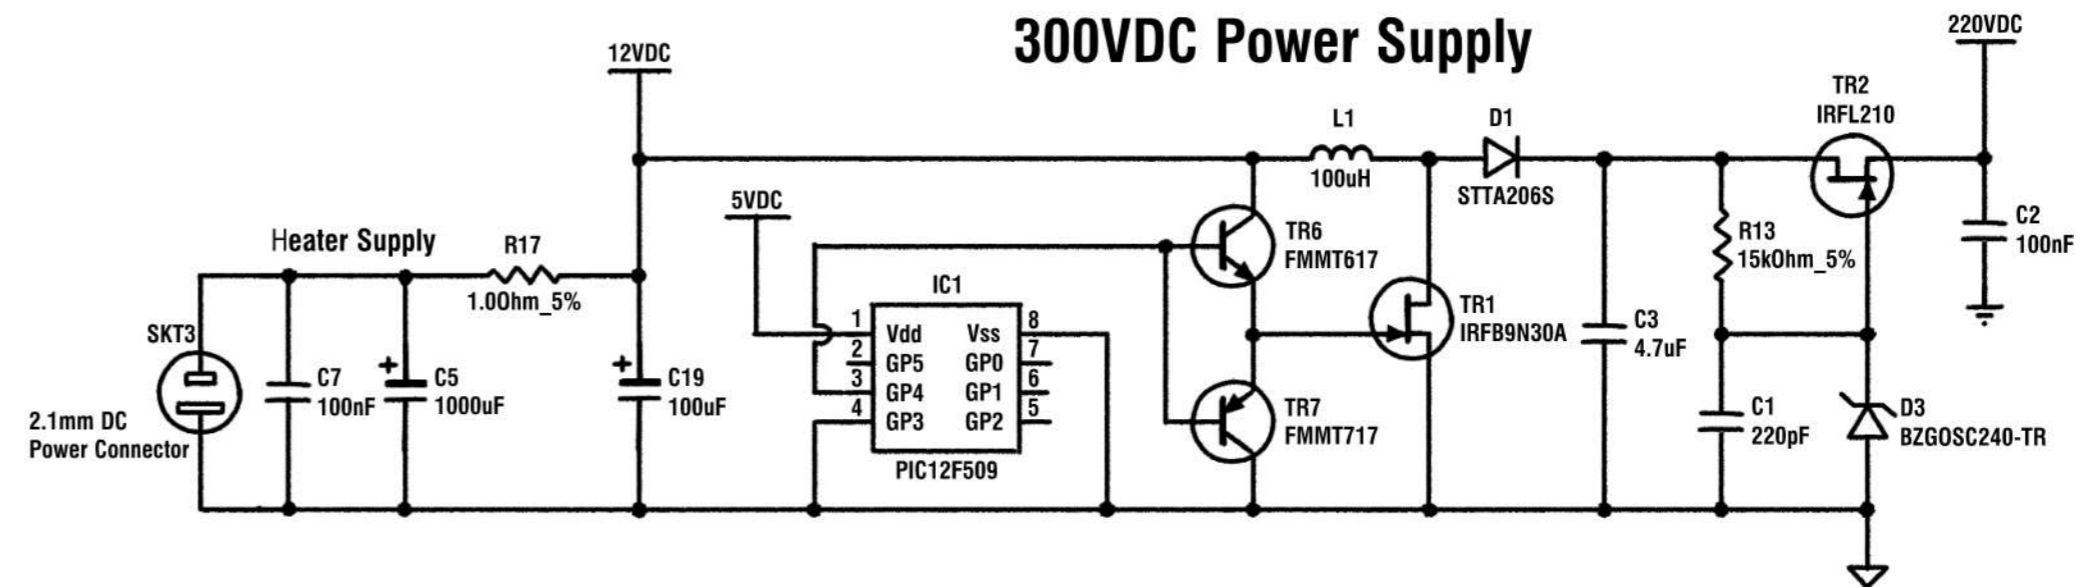 300VDC Power Supply
12VDC
220VDC
TR2
IRFL210
L1
100uH
D1
STTA206S
5VDC
Heater Supply
R17
1.0Ohm_5%
TR6
FMMT617
R13
15kOhm_5%
C2
100nF
IC1
SKT3
2.1mm DC
Power Connector
C7
100nF
+
C5
1000uF
+
C19
100uF
1
Vdd
2
GP5
3
GP4
4
GP3
Vss
8
GP0
7
GP1
6
GP2
5
PIC12F509
TR1
IRFB9N30A
C3
4.7uF
TR7
FMMT717
C1
220pF
D3
BZGOSC240-TR